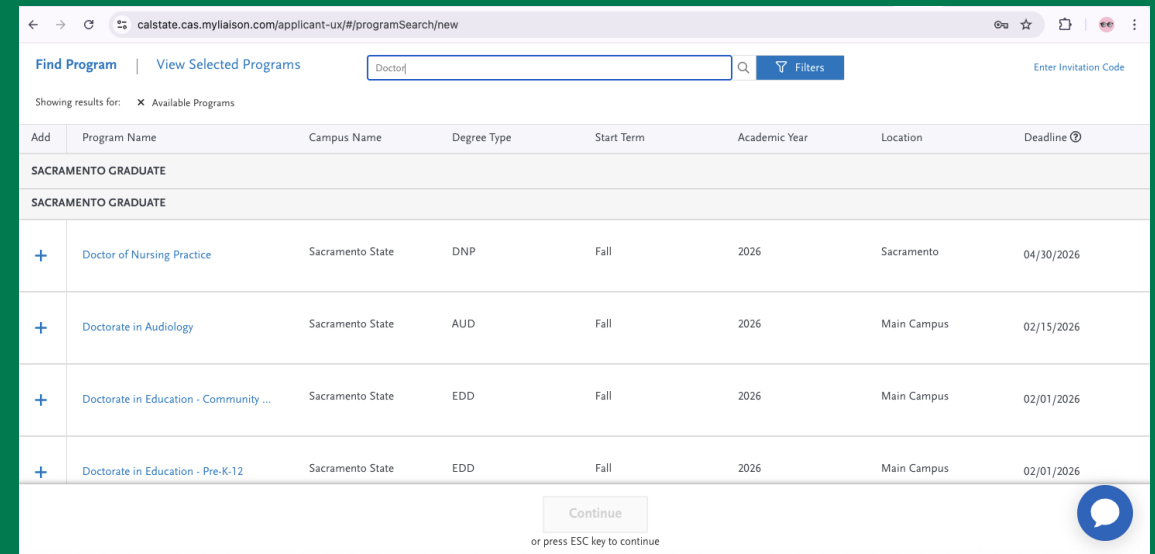 calstate.cas.myliaison.com/applicant-ux/#/programSearch/new
Find Program | View Selected Programs Doctor Filters Enter Invitation Code
Showing results for: × Available Programs
Add Program Name Campus Name Degree Type Start Term Academic Year Location Deadline ?
SACRAMENTO GRADUATE
SACRAMENTO GRADUATE
+ Doctor of Nursing Practice Sacramento State DNP Fall 2026 Sacramento 04/30/2026
+ Doctorate in Audiology Sacramento State AUD Fall 2026 Main Campus 02/15/2026
+ Doctorate in Education - Community ... Sacramento State EDD Fall 2026 Main Campus 02/01/2026
+ Doctorate in Education - Pre-K-12 Sacramento State EDD Fall 2026 Main Campus 02/01/2026
Continue
or press ESC key to continue